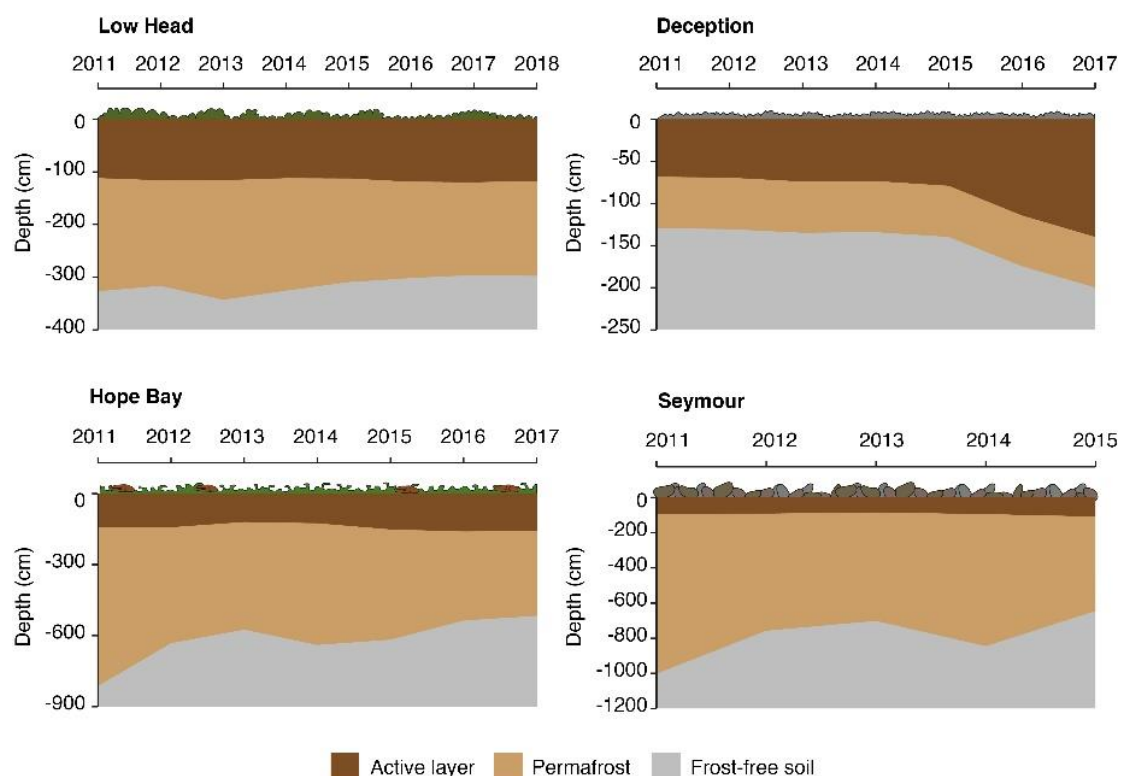 Low Head
2011 2012 2013 2014 2015 2016 2017 2018
0
-100
-200
-300
-400
Depth (cm)
Deception
2011 2012 2013 2014 2015 2016 2017
0
-50
-100
-150
-200
-250
Depth (cm)
Hope Bay
2011 2012 2013 2014 2015 2016 2017
0
-300
-600
-900
Depth (cm)
Seymour
2011 2012 2013 2014 2015
0
-200
-400
-600
-800
-1000
-1200
Depth (cm)
Active layer Permafrost Frost-free soil